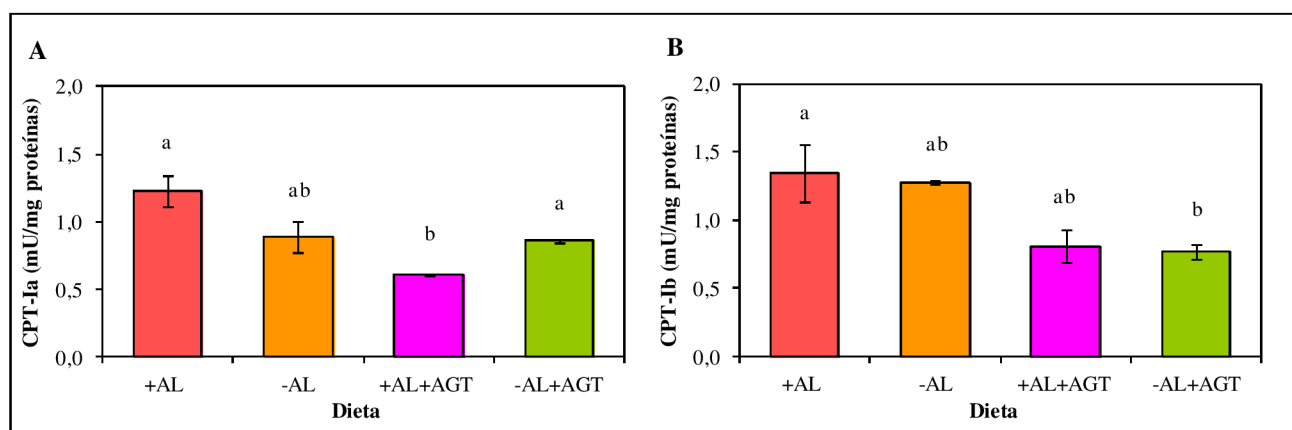 A
CPT-Ia (mU/mg proteínas)
2,0
1,5
1,0
0,5
0,0
a
ab
b
a
+AL -AL +AL+AGT -AL+AGT
Dieta
B
CPT-Ib (mU/mg proteínas)
2,0
1,5
1,0
0,5
0,0
a
ab
ab
b
+AL -AL +AL+AGT -AL+AGT
Dieta